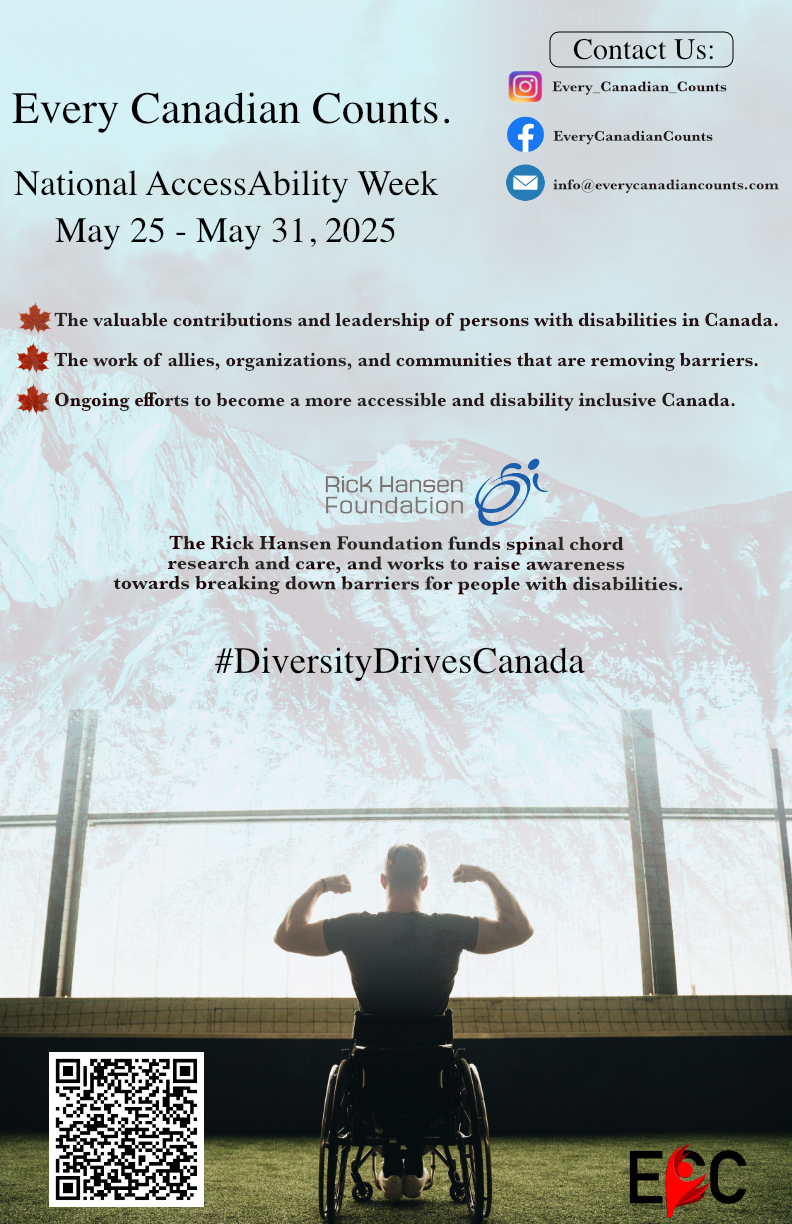 Every Canadian Counts.
National AccessAbility Week
May 25 - May 31, 2025
Contact Us:
Every_Canadian_Counts
EveryCanadianCounts
info@everycanadiancounts.com
The valuable contributions and leadership of persons with disabilities in Canada.
The work of allies, organizations, and communities that are removing barriers.
Ongoing efforts to become a more accessible and disability inclusive Canada.
Rick Hansen
Foundation
The Rick Hansen Foundation funds spinal chord
research and care, and works to raise awareness
towards breaking down barriers for people with disabilities.
#DiversityDrivesCanada
ECC